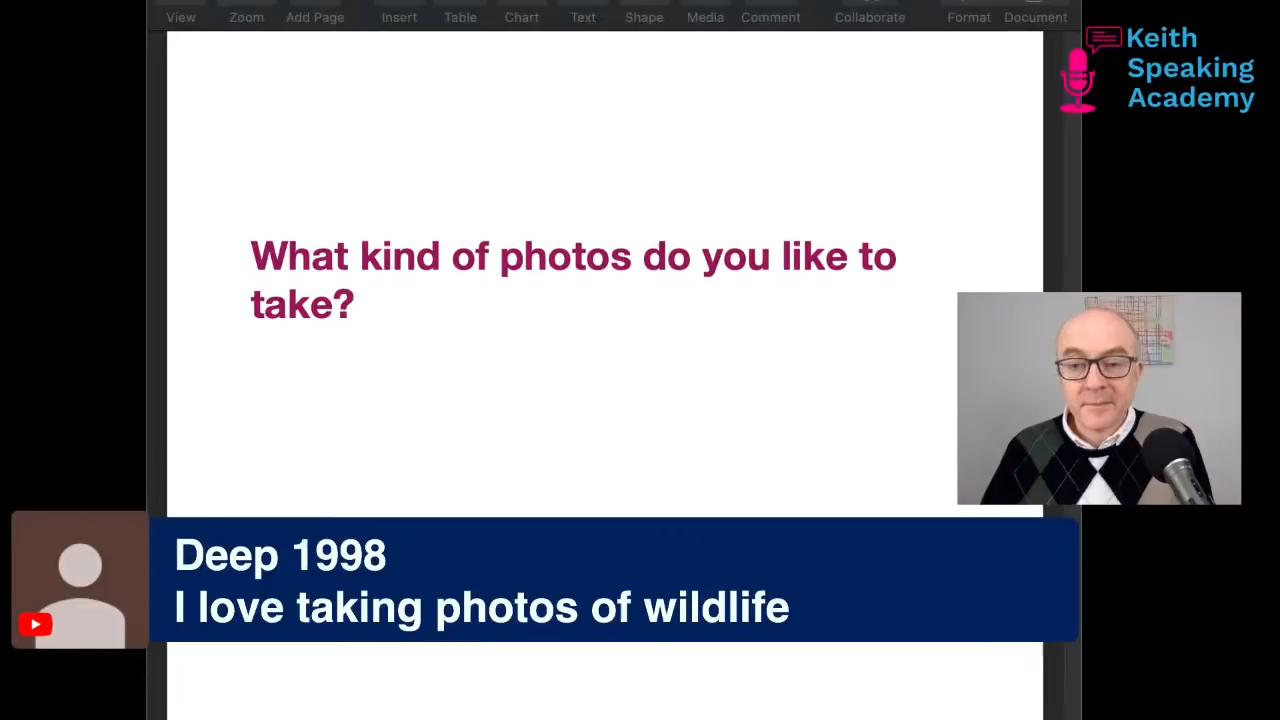 View Zoom Add Page Insert Table Chart Text Shape Media Comment Collaborate Format Document
Keith
Speaking
Academy
What kind of photos do you like to
take?
Deep 1998
I love taking photos of wildlife